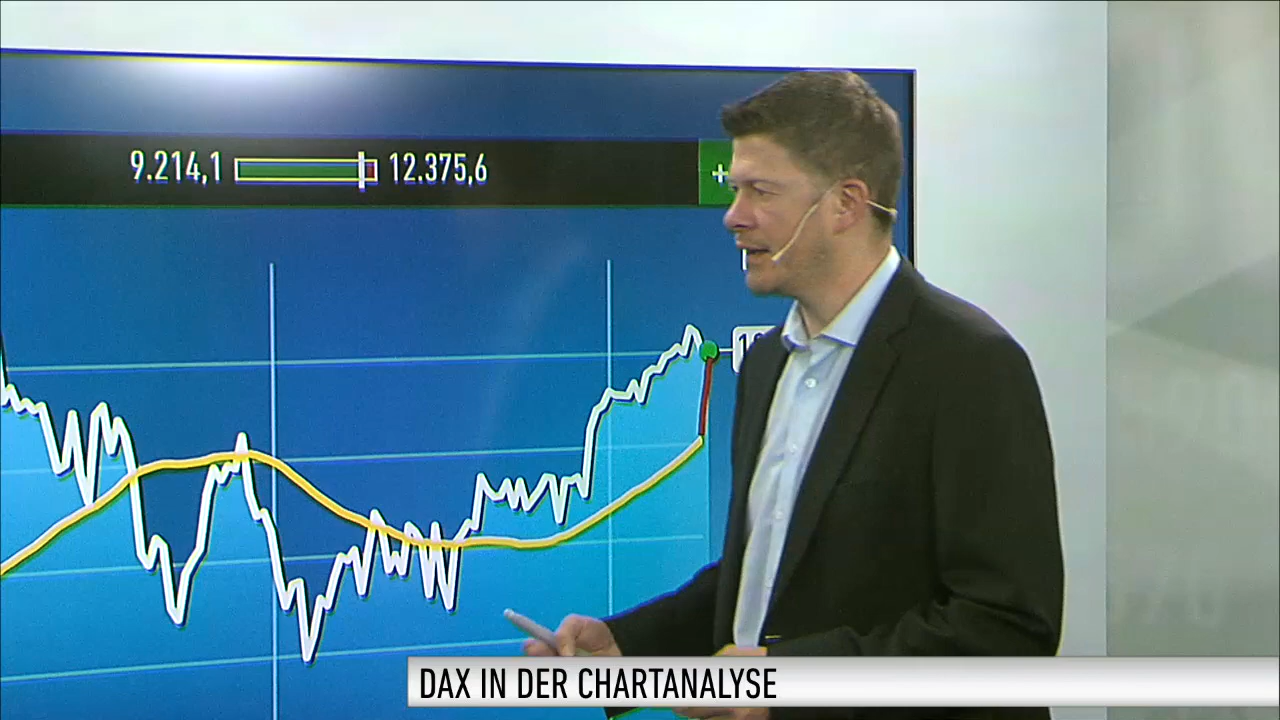 9.214,1 12.375,6 +
DAX IN DER CHARTANALYSE